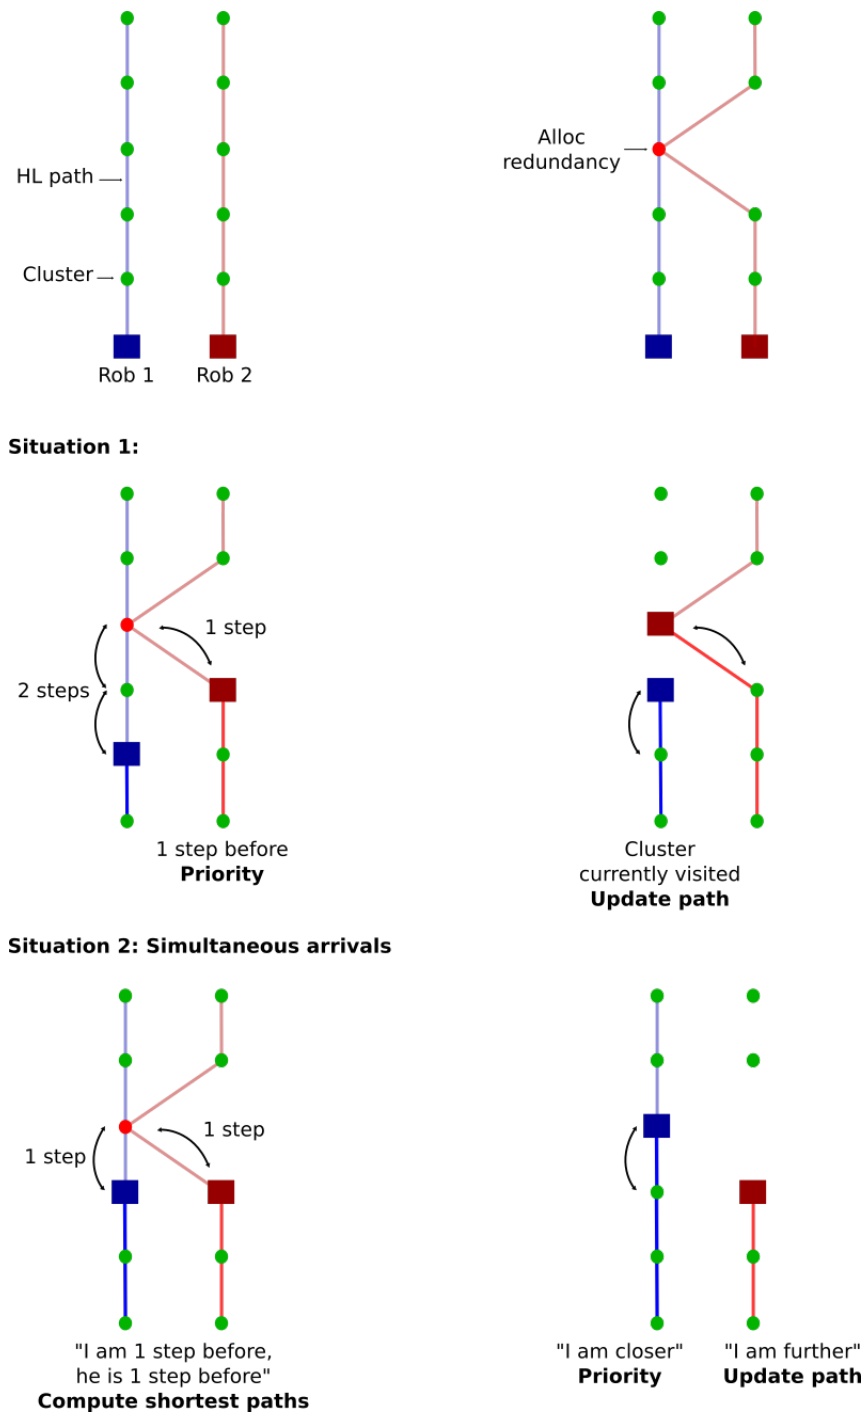 Alloc
redundancy
HL path
Cluster
Rob 1
Rob 2
Situation 1:
1 step
2 steps
1 step before
Priority
Cluster
currently visited
Update path
Situation 2: Simultaneous arrivals
1 step
1 step
"I am 1 step before,
he is 1 step before"
Compute shortest paths
"I am closer"
Priority
"I am further"
Update path